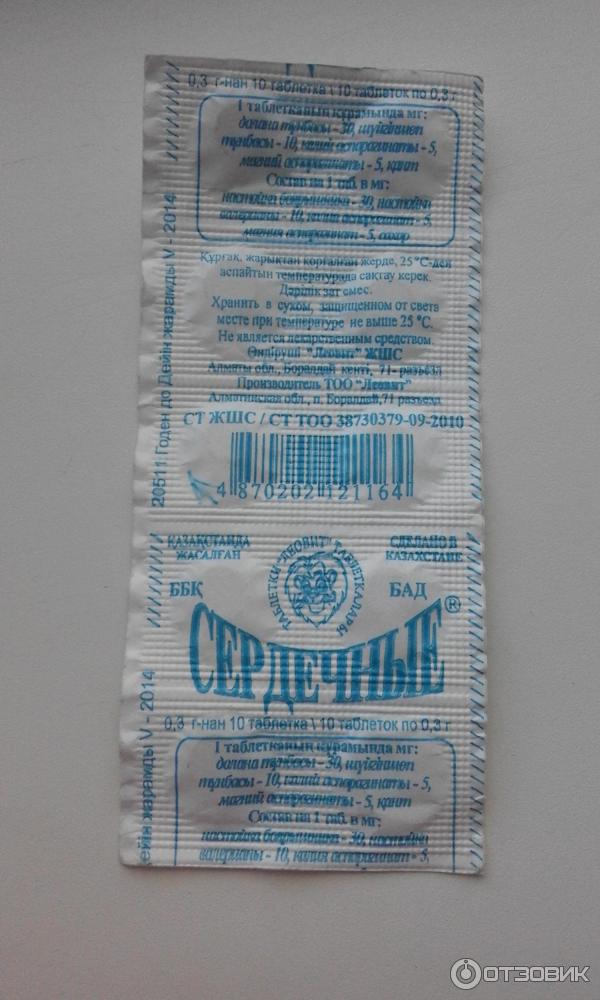 0,3 г-нан 10 таблетка \ 10 таблеток по 0,3 г
1 таблетканың құрамында мг:
долана тұнбасы - 30, шүйгіншөп
тұнбасы - 10, калий аспарагинаты - 5,
магний аспарагинаты - 5, қант
Состав на 1 таб. в мг:
настойка боярышника - 30, настойка
валерианы - 10, калия аспарагинат - 5,
магния аспарагинат - 5, сахар
Құрғақ, жарықтан қорғалған жерде, 25 °С-ден
аспайтын температурада сақтау керек.
Дәрілік зат емес.
Хранить в сухом, защищенном от света
месте при температуре не выше 25 °С.
Не является лекарственным средством.
Өндіруші "Леовит" ЖШС
Алматы обл., Боралдай кенті, 71- разъезд
Производитель ТОО "Леовит"
Алматинская обл., п. Боралдай,71 разъезд
СТ ЖШС / СТ ТОО 38730379-09-2010
4 870202 121164
20511 Годен до Дейін жарамды V - 2014
ҚАЗАҚСТАНДА
ЖАСАЛҒАН
ТАБЛЕТКИ "ЛЕОВИТ" ТАБЛЕТКАЛАРЫ
СДЕЛАНО В
КАЗАХСТАНЕ
ББҚ
БАД
СЕРДЕЧНЫЕ®
0,3 г-нан 10 таблетка \ 10 таблеток по 0,3 г
1 таблетканың құрамында мг:
долана тұнбасы - 30, шүйгіншөп
тұнбасы - 10, калий аспарагинаты - 5,
магний аспарагинаты - 5, қант
Состав на 1 таб. в мг:
настойка боярышника - 30, настойка
валерианы - 10, калия аспарагинат - 5,
Дейін жарамды V - 2014
ОТЗОВИК